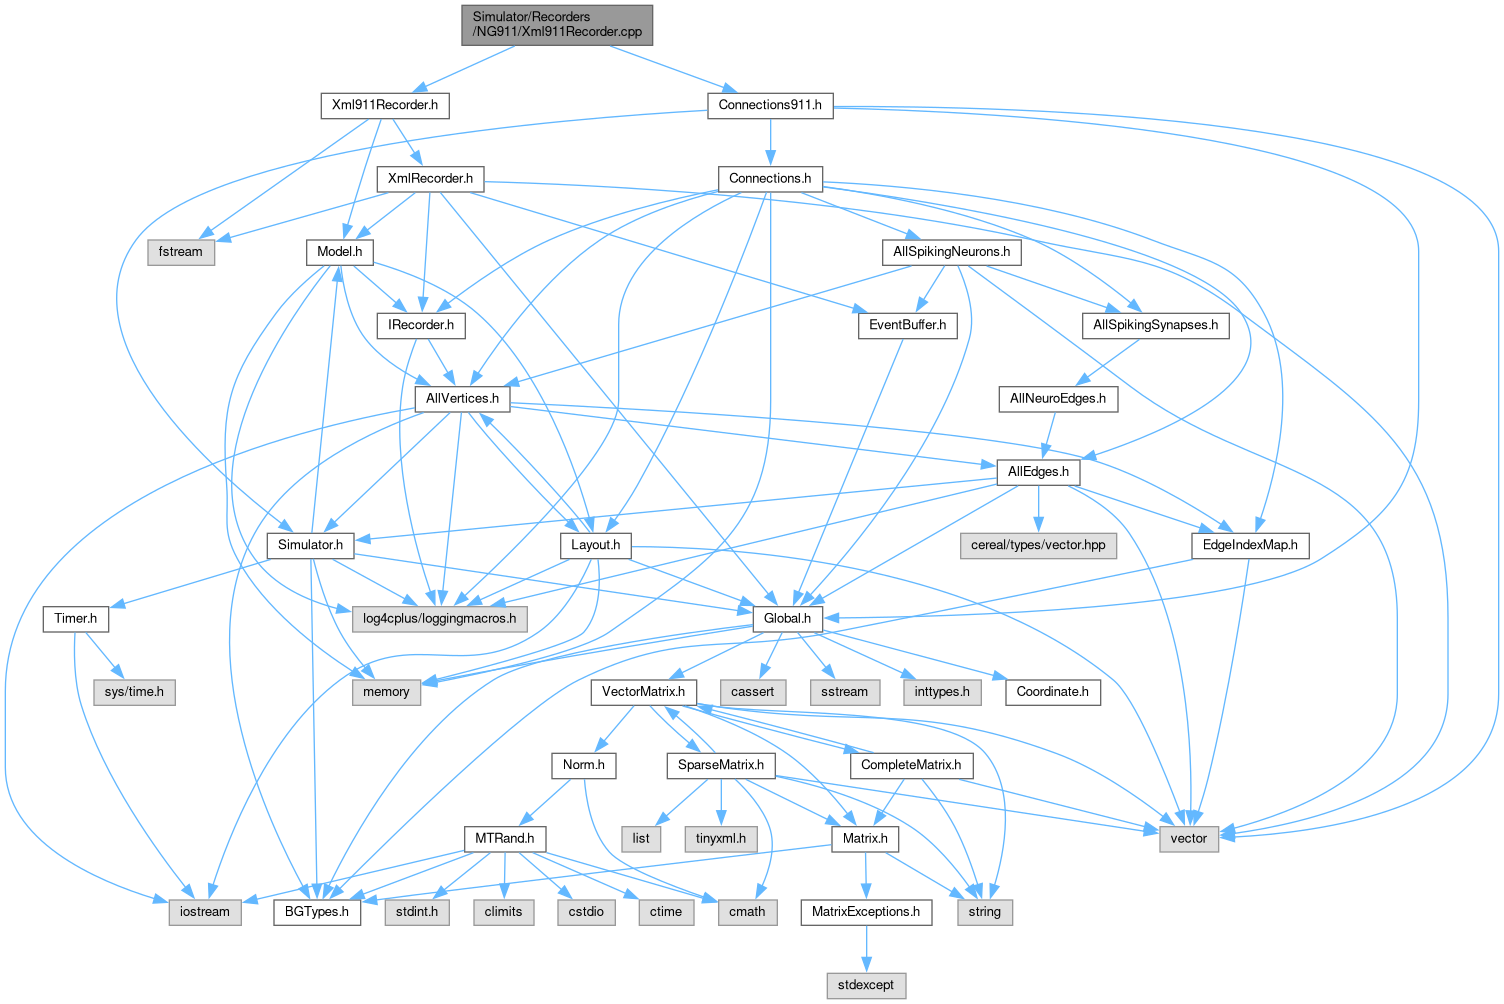 Simulator/Recorders
/NG911/Xml911Recorder.cpp
Xml911Recorder.h
Connections911.h
XmlRecorder.h
Connections.h
fstream
Model.h
AllSpikingNeurons.h
IRecorder.h
EventBuffer.h
AllSpikingSynapses.h
AllVertices.h
AllNeuroEdges.h
AllEdges.h
Simulator.h
Layout.h
cereal/types/vector.hpp
EdgeIndexMap.h
Timer.h
log4cplus/loggingmacros.h
Global.h
sys/time.h
memory
VectorMatrix.h
cassert
sstream
inttypes.h
Coordinate.h
Norm.h
SparseMatrix.h
CompleteMatrix.h
MTRand.h
list
tinyxml.h
Matrix.h
vector
iostream
BGTypes.h
stdint.h
climits
cstdio
ctime
cmath
MatrixExceptions.h
string
stdexcept